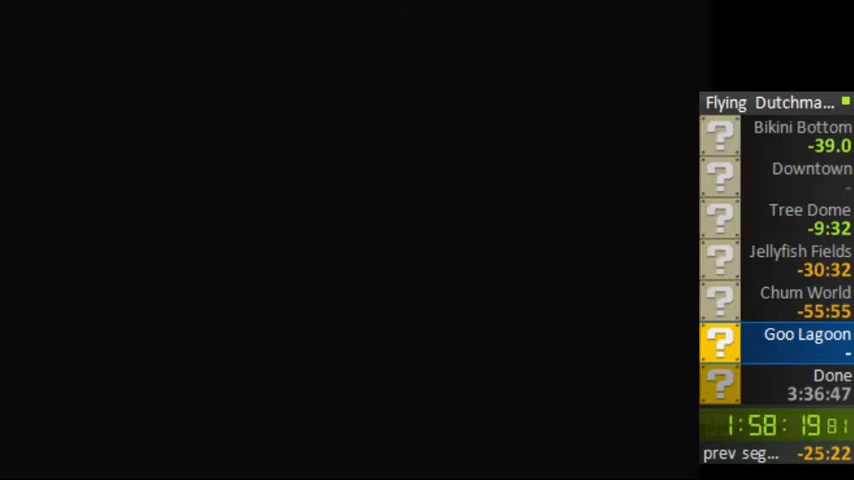 Flying Dutchma...
Bikini Bottom
-39.0
Downtown
-
Tree Dome
-9:32
Jellyfish Fields
-30:32
Chum World
-55:55
Goo Lagoon
-
Done
3:36:47
1:58:19 81
prev seg... -25:22